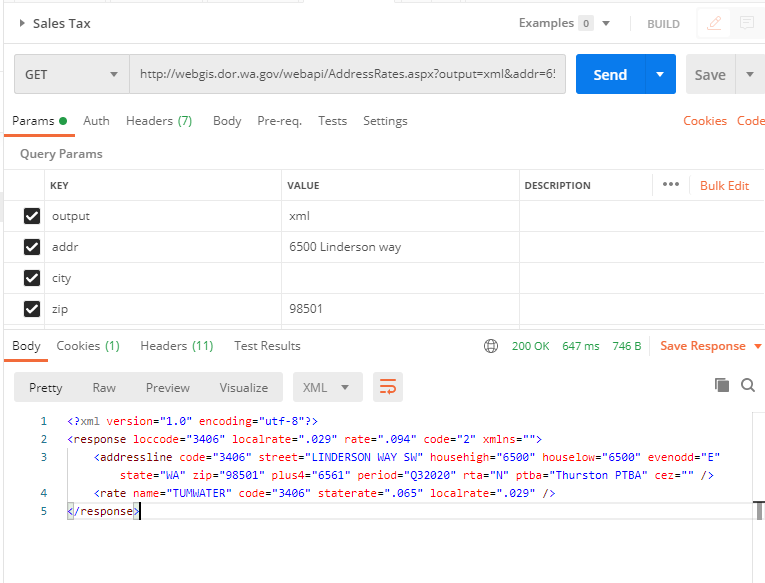 Sales Tax Examples 0 BUILD
GET http://webgis.dor.wa.gov/webapi/AddressRates.aspx?output=xml&addr=65 Send Save
Params Auth Headers (7) Body Pre-req. Tests Settings Cookies Code
Query Params
KEY VALUE DESCRIPTION ••• Bulk Edit
output xml
addr 6500 Linderson way
city
zip 98501
Body Cookies (1) Headers (11) Test Results 200 OK 647 ms 746 B Save Response
Pretty Raw Preview Visualize XML
1 <?xml version="1.0" encoding="utf-8"?>
2 <response loccode="3406" localrate=".029" rate=".094" code="2" xmlns="">
3 <addressline code="3406" street="LINDERSON WAY SW" househigh="6500" houselow="6500" evenodd="E"
state="WA" zip="98501" plus4="6561" period="Q32020" rta="N" ptba="Thurston PTBA" cez="" />
4 <rate name="TUMWATER" code="3406" staterate=".065" localrate=".029" />
5 </response>